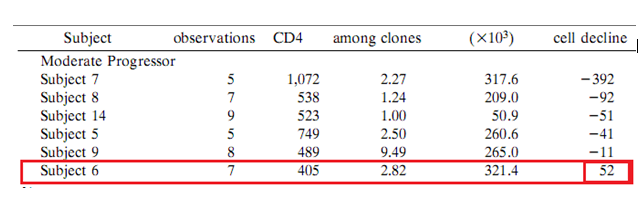 Subject observations CD4 among clones (×10³) cell decline
Moderate Progressor
Subject 7 5 1,072 2.27 317.6 −392
Subject 8 7 538 1.24 209.0 −92
Subject 14 9 523 1.00 50.9 −51
Subject 5 5 749 2.50 260.6 −41
Subject 9 8 489 9.49 265.0 −11
Subject 6 7 405 2.82 321.4 52